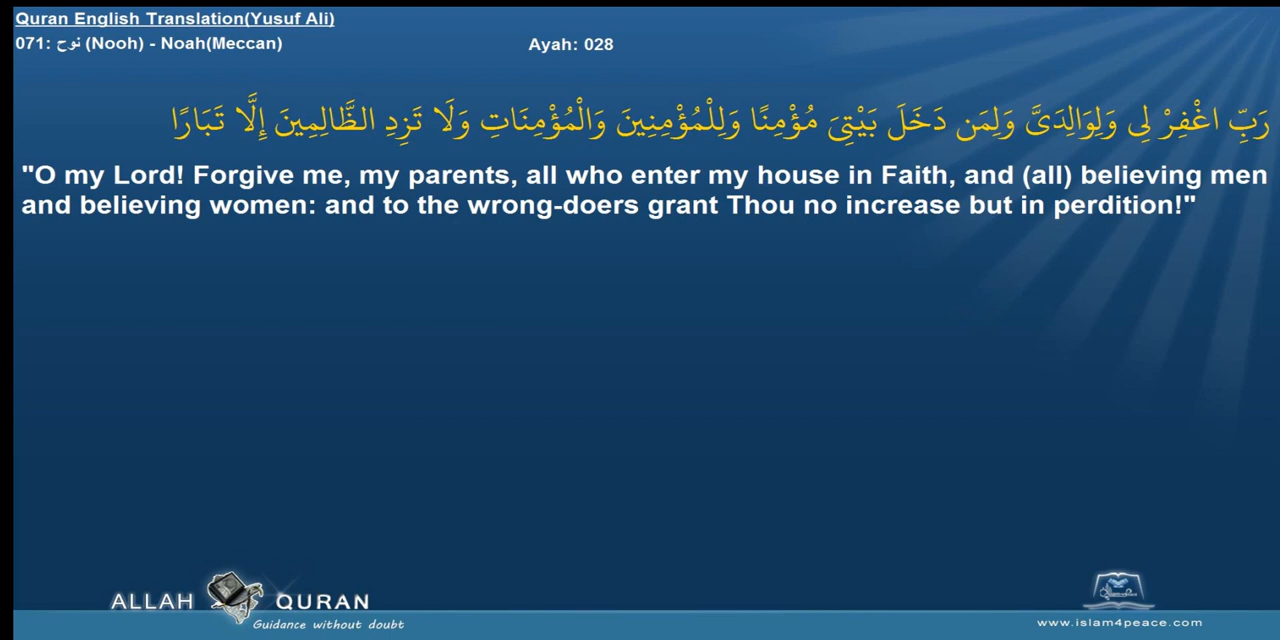 Quran English Translation(Yusuf Ali)
071: نوح (Nooh) - Noah(Meccan) Ayah: 028
رَبِّ اغْفِرْ لِى وَلِوَالِدَىَّ وَلِمَن دَخَلَ بَيْتِىَ مُؤْمِنًا وَلِلْمُؤْمِنِينَ وَالْمُؤْمِنَاتِ وَلَا تَزِدِ الظَّالِمِينَ إِلَّا تَبَارًا
"O my Lord! Forgive me, my parents, all who enter my house in Faith, and (all) believing men
and believing women: and to the wrong-doers grant Thou no increase but in perdition!"
ALLAH QURAN
Guidance without doubt
www.islam4peace.com